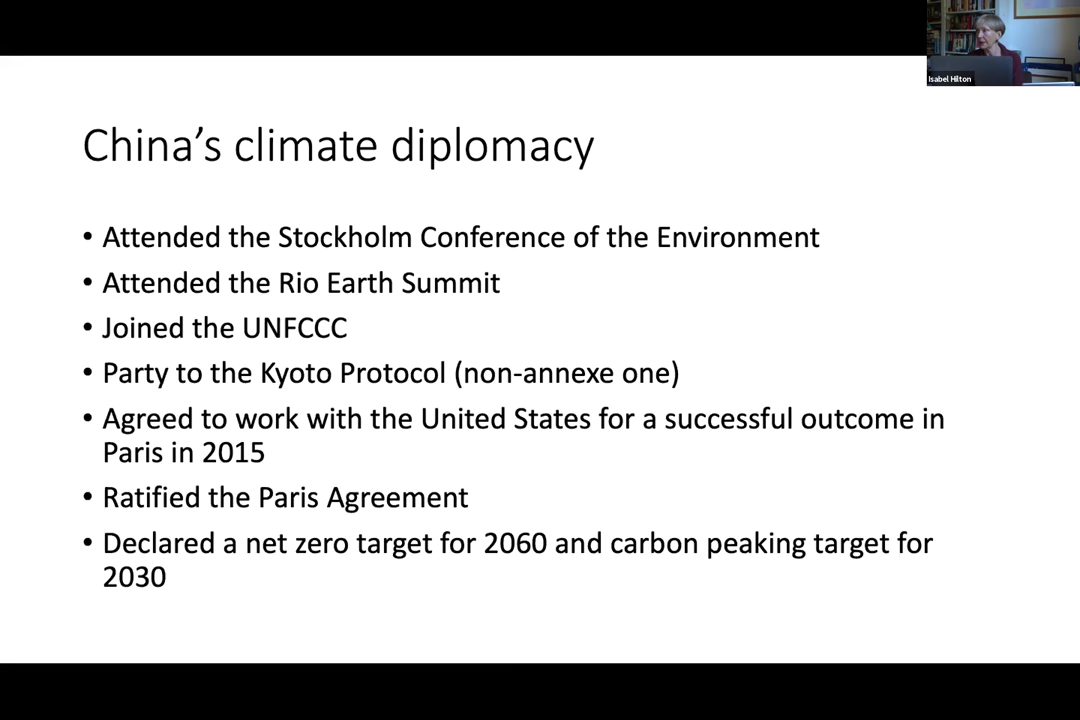 Isabel Hilton
China’s climate diplomacy
• Attended the Stockholm Conference of the Environment
• Attended the Rio Earth Summit
• Joined the UNFCCC
• Party to the Kyoto Protocol (non-annexe one)
• Agreed to work with the United States for a successful outcome in
Paris in 2015
• Ratified the Paris Agreement
• Declared a net zero target for 2060 and carbon peaking target for
2030